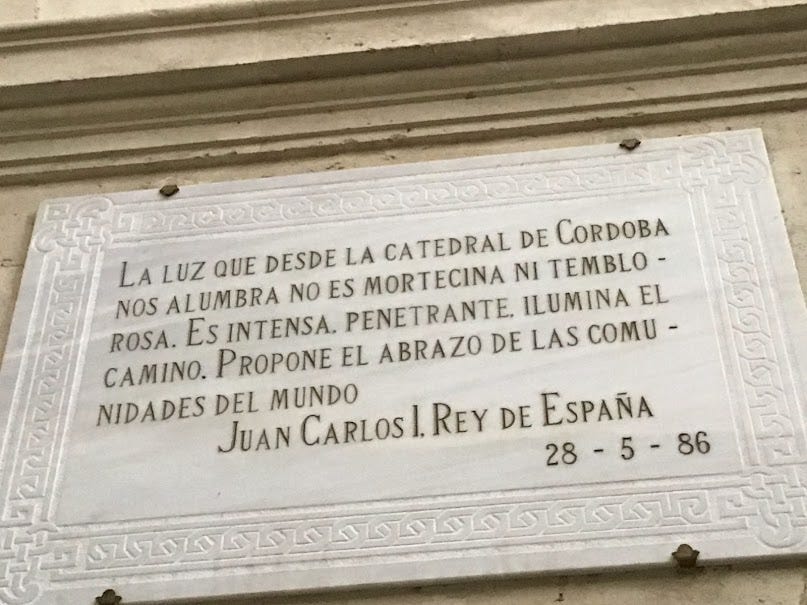 LA LUZ QUE DESDE LA CATEDRAL DE CORDOBA
NOS ALUMBRA NO ES MORTECINA NI TEMBLO -
ROSA. ES INTENSA, PENETRANTE, ILUMINA EL
CAMINO. PROPONE EL ABRAZO DE LAS COMU -
NIDADES DEL MUNDO
JUAN CARLOS I, REY DE ESPAÑA
28 - 5 - 86